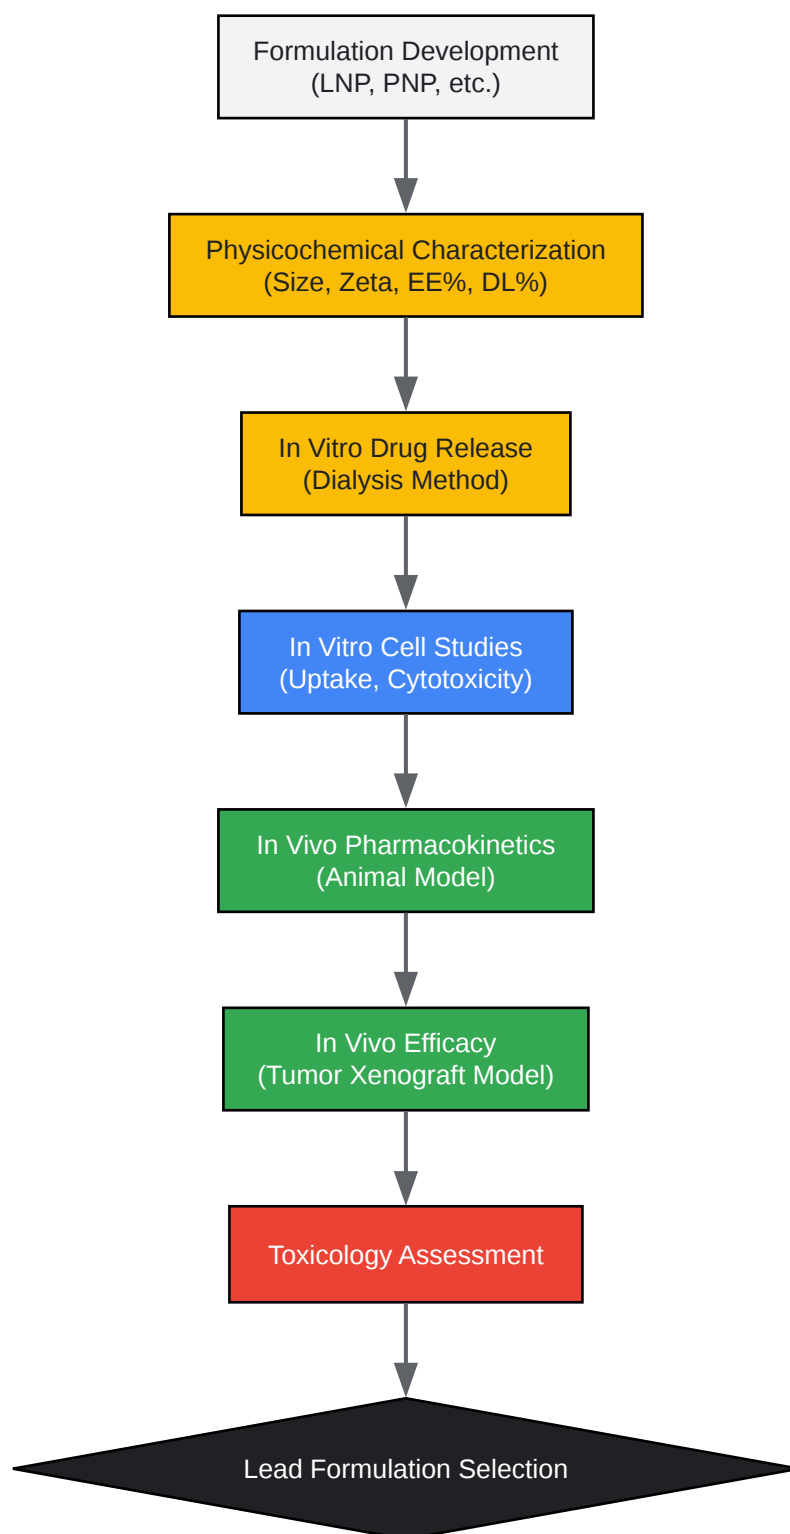 Formulation Development
(LNP, PNP, etc.)
Physicochemical Characterization
(Size, Zeta, EE%, DL%)
In Vitro Drug Release
(Dialysis Method)
In Vitro Cell Studies
(Uptake, Cytotoxicity)
In Vivo Pharmacokinetics
(Animal Model)
In Vivo Efficacy
(Tumor Xenograft Model)
Toxicology Assessment
Lead Formulation Selection